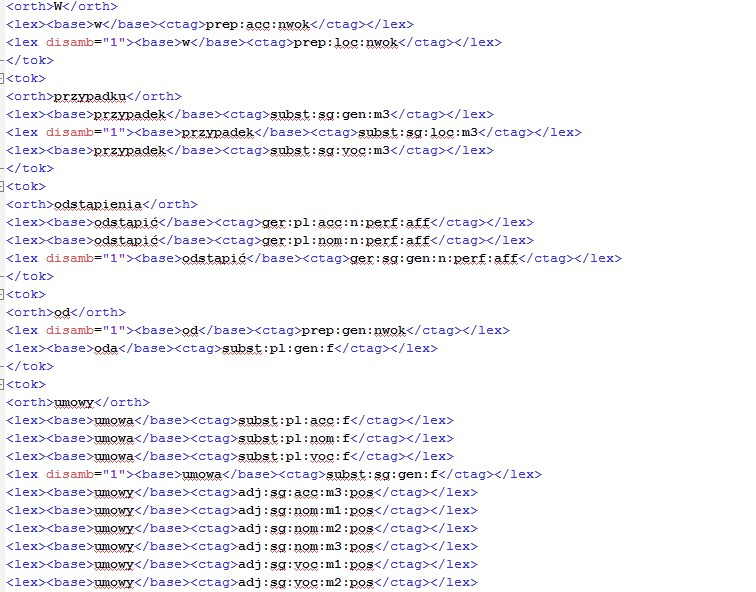 <orth>W</orth>
<lex><base>w</base><ctag>prep:acc:nwok</ctag></lex>
<lex disamb="1"><base>w</base><ctag>prep:loc:nwok</ctag></lex>
</tok>
<tok>
<orth>przypadku</orth>
<lex><base>przypadek</base><ctag>subst:sg:gen:m3</ctag></lex>
<lex disamb="1"><base>przypadek</base><ctag>subst:sg:loc:m3</ctag></lex>
<lex><base>przypadek</base><ctag>subst:sg:voc:m3</ctag></lex>
</tok>
<tok>
<orth>odstąpienia</orth>
<lex><base>odstąpić</base><ctag>ger:pl:acc:n:perf:aff</ctag></lex>
<lex><base>odstąpić</base><ctag>ger:pl:nom:n:perf:aff</ctag></lex>
<lex disamb="1"><base>odstąpić</base><ctag>ger:sg:gen:n:perf:aff</ctag></lex>
</tok>
<tok>
<orth>od</orth>
<lex disamb="1"><base>od</base><ctag>prep:gen:nwok</ctag></lex>
<lex><base>oda</base><ctag>subst:pl:gen:f</ctag></lex>
</tok>
<tok>
<orth>umowy</orth>
<lex><base>umowa</base><ctag>subst:pl:acc:f</ctag></lex>
<lex><base>umowa</base><ctag>subst:pl:nom:f</ctag></lex>
<lex><base>umowa</base><ctag>subst:pl:voc:f</ctag></lex>
<lex disamb="1"><base>umowa</base><ctag>subst:sg:gen:f</ctag></lex>
<lex><base>umowy</base><ctag>adj:sg:acc:m3:pos</ctag></lex>
<lex><base>umowy</base><ctag>adj:sg:nom:m1:pos</ctag></lex>
<lex><base>umowy</base><ctag>adj:sg:nom:m2:pos</ctag></lex>
<lex><base>umowy</base><ctag>adj:sg:nom:m3:pos</ctag></lex>
<lex><base>umowy</base><ctag>adj:sg:voc:m1:pos</ctag></lex>
<lex><base>umowy</base><ctag>adj:sg:voc:m2:pos</ctag></lex>